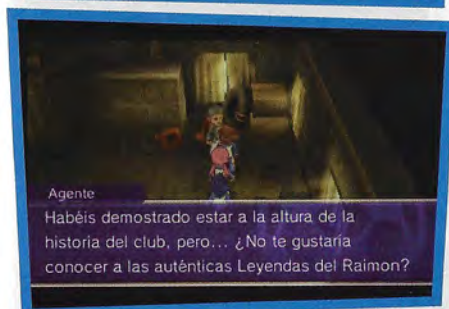 Agente
Habéis demostrado estar a la altura de la
historia del club, pero... ¿No te gustaría
conocer a las auténticas Leyendas del Raimon?